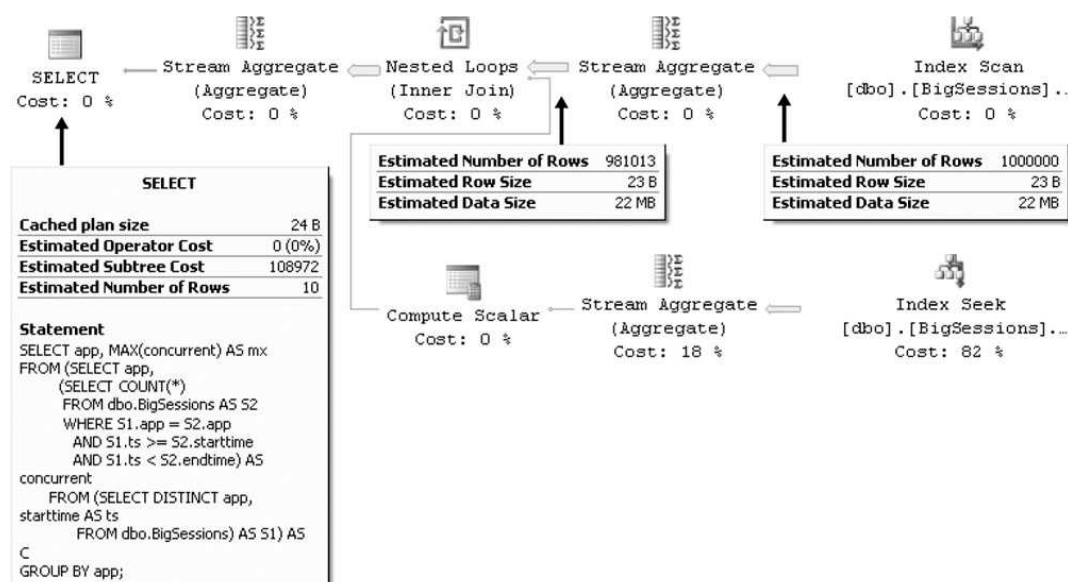 SELECT
Cost: 0 %
Stream Aggregate
(Aggregate)
Cost: 0 %
Nested Loops
(Inner Join)
Cost: 0 %
Stream Aggregate
(Aggregate)
Cost: 0 %
Index Scan
[dbo].[BigSessions]...
Cost: 0 %
Estimated Number of Rows 981013
Estimated Row Size 23 B
Estimated Data Size 22 MB
Estimated Number of Rows 1000000
Estimated Row Size 23 B
Estimated Data Size 22 MB
SELECT
Cached plan size 24 B
Estimated Operator Cost 0 (0%)
Estimated Subtree Cost 108972
Estimated Number of Rows 10
Statement
SELECT app, MAX(concurrent) AS mx
FROM (SELECT app,
(SELECT COUNT(*)
FROM dbo.BigSessions AS S2
WHERE S1.app = S2.app
AND S1.ts >= S2.starttime
AND S1.ts < S2.endtime) AS
concurrent
FROM (SELECT DISTINCT app,
starttime AS ts
FROM dbo.BigSessions) AS S1) AS
C
GROUP BY app;
Compute Scalar
Cost: 0 %
Stream Aggregate
(Aggregate)
Cost: 18 %
Index Seek
[dbo].[BigSessions]....
Cost: 82 %